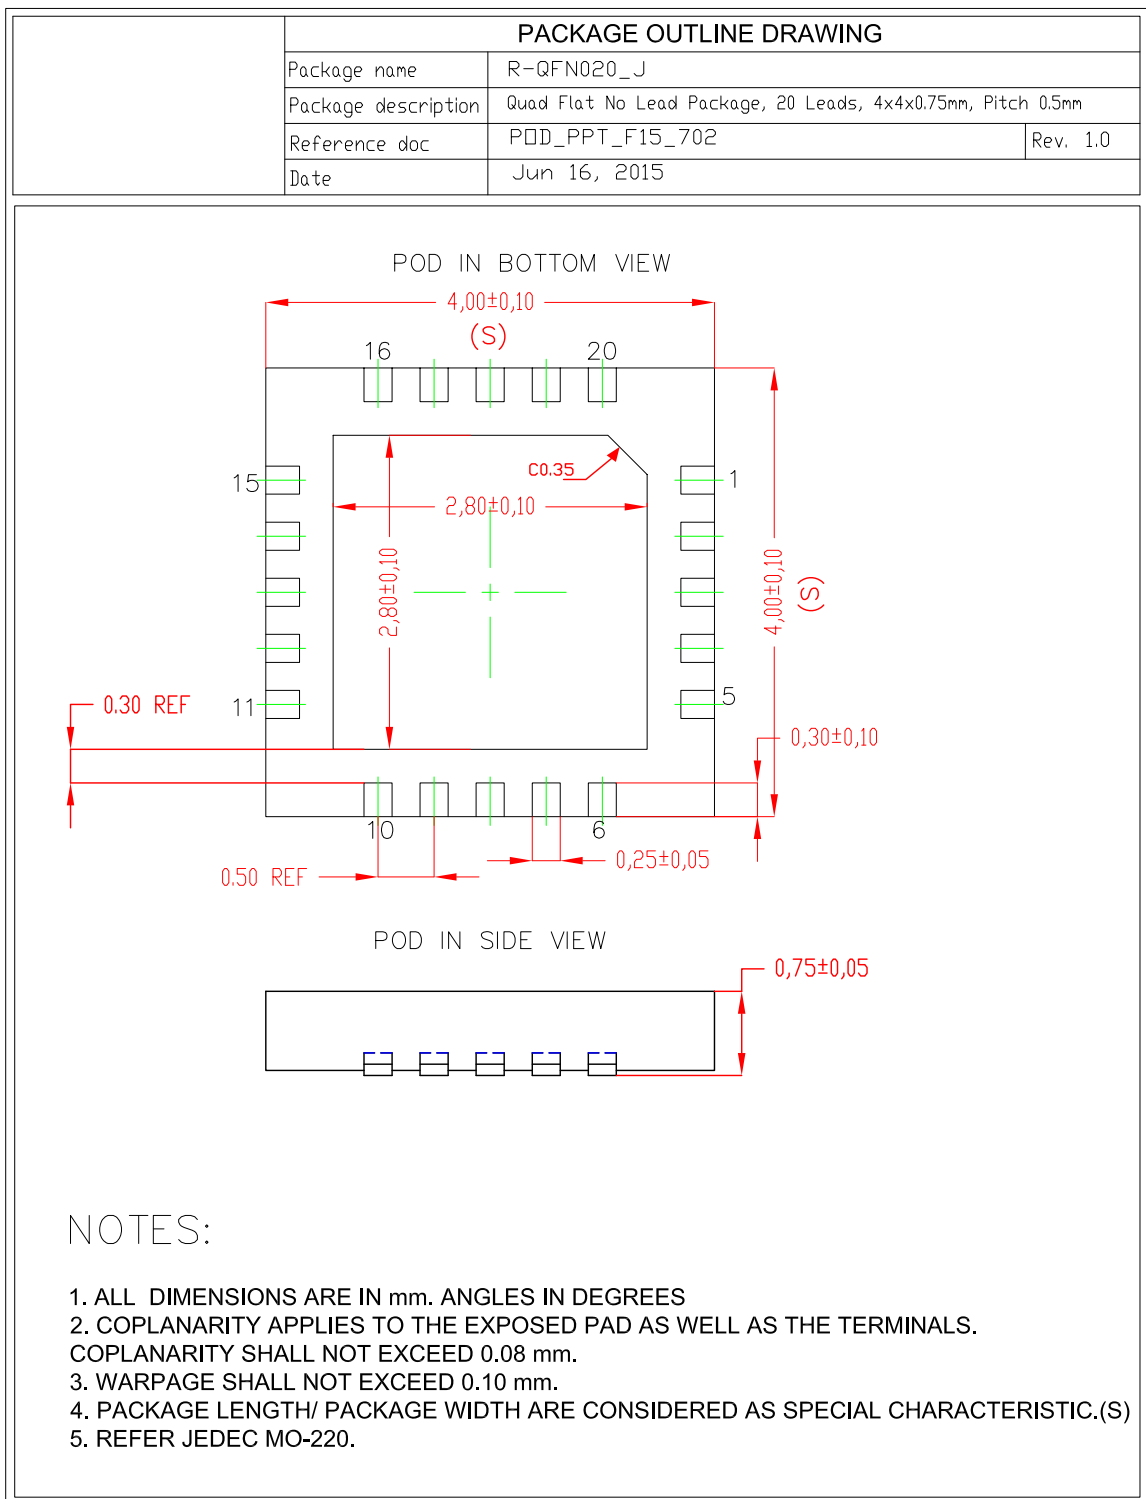 PACKAGE OUTLINE DRAWING
Package name R-QFN020_J
Package description Quad Flat No Lead Package, 20 Leads, 4x4x0.75mm, Pitch 0.5mm
Reference doc POD_PPT_F15_702 Rev. 1.0
Date Jun 16, 2015
POD IN BOTTOM VIEW
4,00±0,10
(S)
16 20
C0.35
15 1
2,80±0,10
2,80±0,10
4,00±0,10
(S)
0.30 REF
11 5
0,30±0,10
10 6
0,25±0,05
0.50 REF
POD IN SIDE VIEW
0,75±0,05
NOTES:
1. ALL DIMENSIONS ARE IN mm. ANGLES IN DEGREES
2. COPLANARITY APPLIES TO THE EXPOSED PAD AS WELL AS THE TERMINALS.
COPLANARITY SHALL NOT EXCEED 0.08 mm.
3. WARPAGE SHALL NOT EXCEED 0.10 mm.
4. PACKAGE LENGTH/ PACKAGE WIDTH ARE CONSIDERED AS SPECIAL CHARACTERISTIC.(S)
5. REFER JEDEC MO-220.